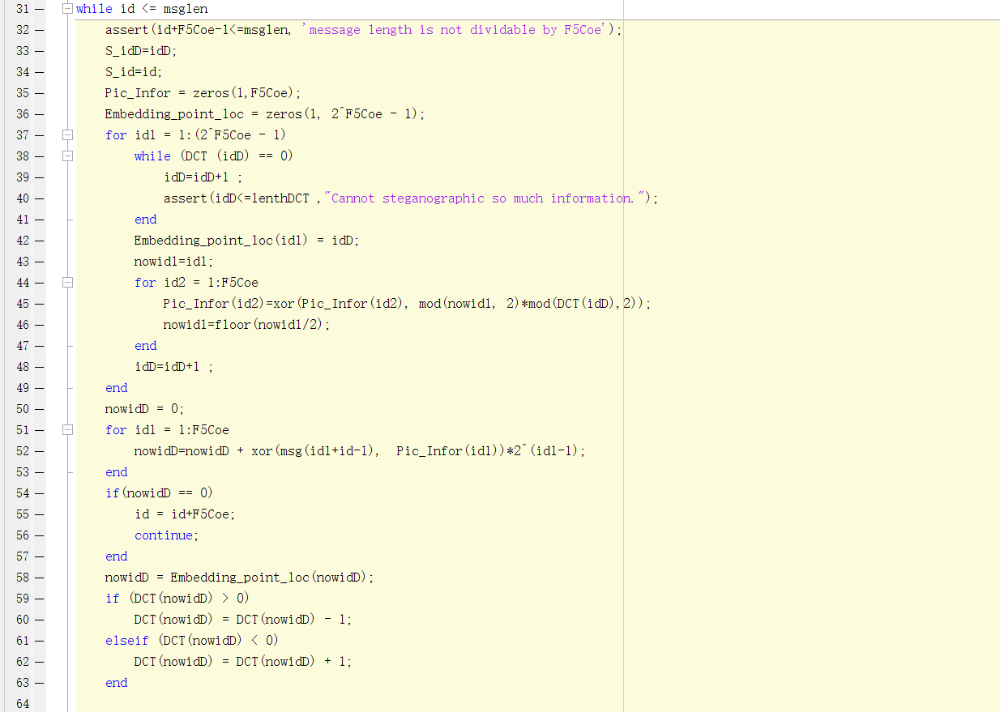 31 — while id <= msglen
32 —     assert(id+F5Coe-1<=msglen, 'message length is not dividable by F5Coe');
33 —     S_idD=idD;
34 —     S_id=id;
35 —     Pic_Infor = zeros(1,F5Coe);
36 —     Embedding_point_loc = zeros(1, 2^F5Coe - 1);
37 —     for id1 = 1:(2^F5Coe - 1)
38 —         while (DCT (idD) == 0)
39 —             idD=idD+1 ;
40 —             assert(idD<=lenthDCT ,"Cannot steganographic so much information.");
41 —         end
42 —         Embedding_point_loc(id1) = idD;
43 —         nowid1=id1;
44 —         for id2 = 1:F5Coe
45 —             Pic_Infor(id2)=xor(Pic_Infor(id2), mod(nowid1, 2)*mod(DCT(idD),2));
46 —             nowid1=floor(nowid1/2);
47 —         end
48 —         idD=idD+1 ;
49 —     end
50 —     nowidD = 0;
51 —     for id1 = 1:F5Coe
52 —         nowidD=nowidD + xor(msg(id1+id-1),  Pic_Infor(id1))*2^(id1-1);
53 —     end
54 —     if(nowidD == 0)
55 —         id = id+F5Coe;
56 —         continue;
57 —     end
58 —     nowidD = Embedding_point_loc(nowidD);
59 —     if (DCT(nowidD) > 0)
60 —         DCT(nowidD) = DCT(nowidD) - 1;
61 —     elseif (DCT(nowidD) < 0)
62 —         DCT(nowidD) = DCT(nowidD) + 1;
63 —     end
64